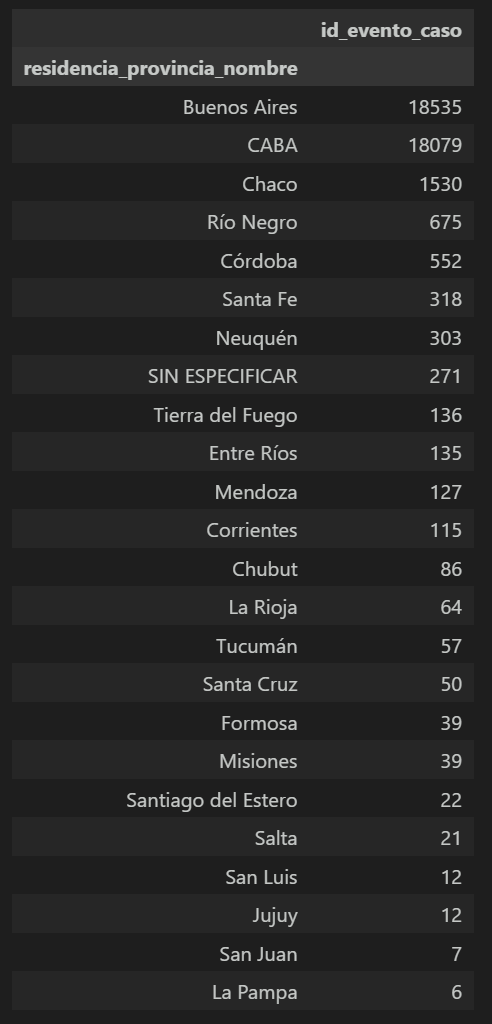 id_evento_caso
residencia_provincia_nombre
Buenos Aires 18535
CABA 18079
Chaco 1530
Río Negro 675
Córdoba 552
Santa Fe 318
Neuquén 303
SIN ESPECIFICAR 271
Tierra del Fuego 136
Entre Ríos 135
Mendoza 127
Corrientes 115
Chubut 86
La Rioja 64
Tucumán 57
Santa Cruz 50
Formosa 39
Misiones 39
Santiago del Estero 22
Salta 21
San Luis 12
Jujuy 12
San Juan 7
La Pampa 6